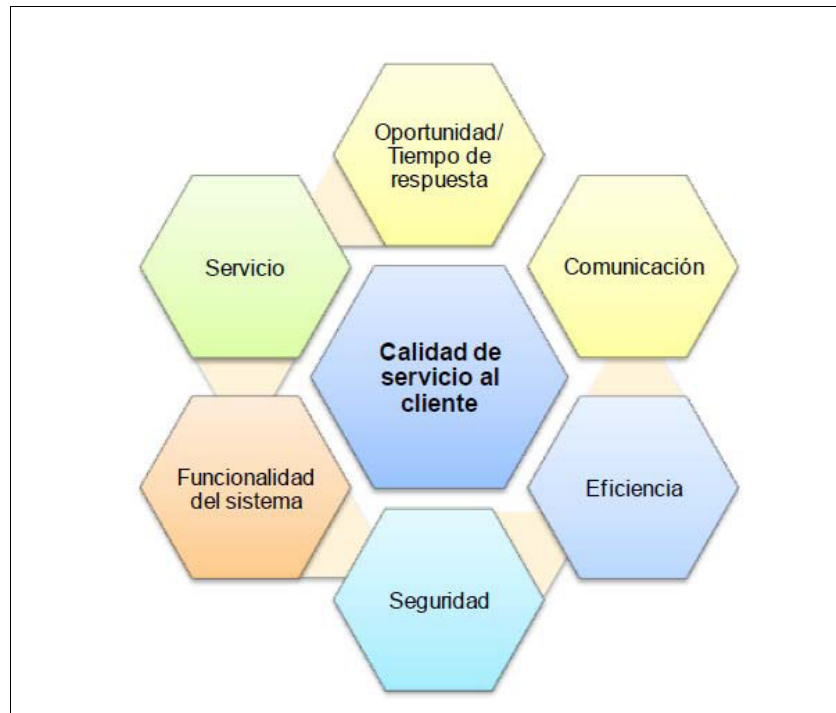 Oportunidad/
Tiempo de
respuesta
Servicio
Comunicación
Calidad de
servicio al
cliente
Funcionalidad
del sistema
Eficiencia
Seguridad